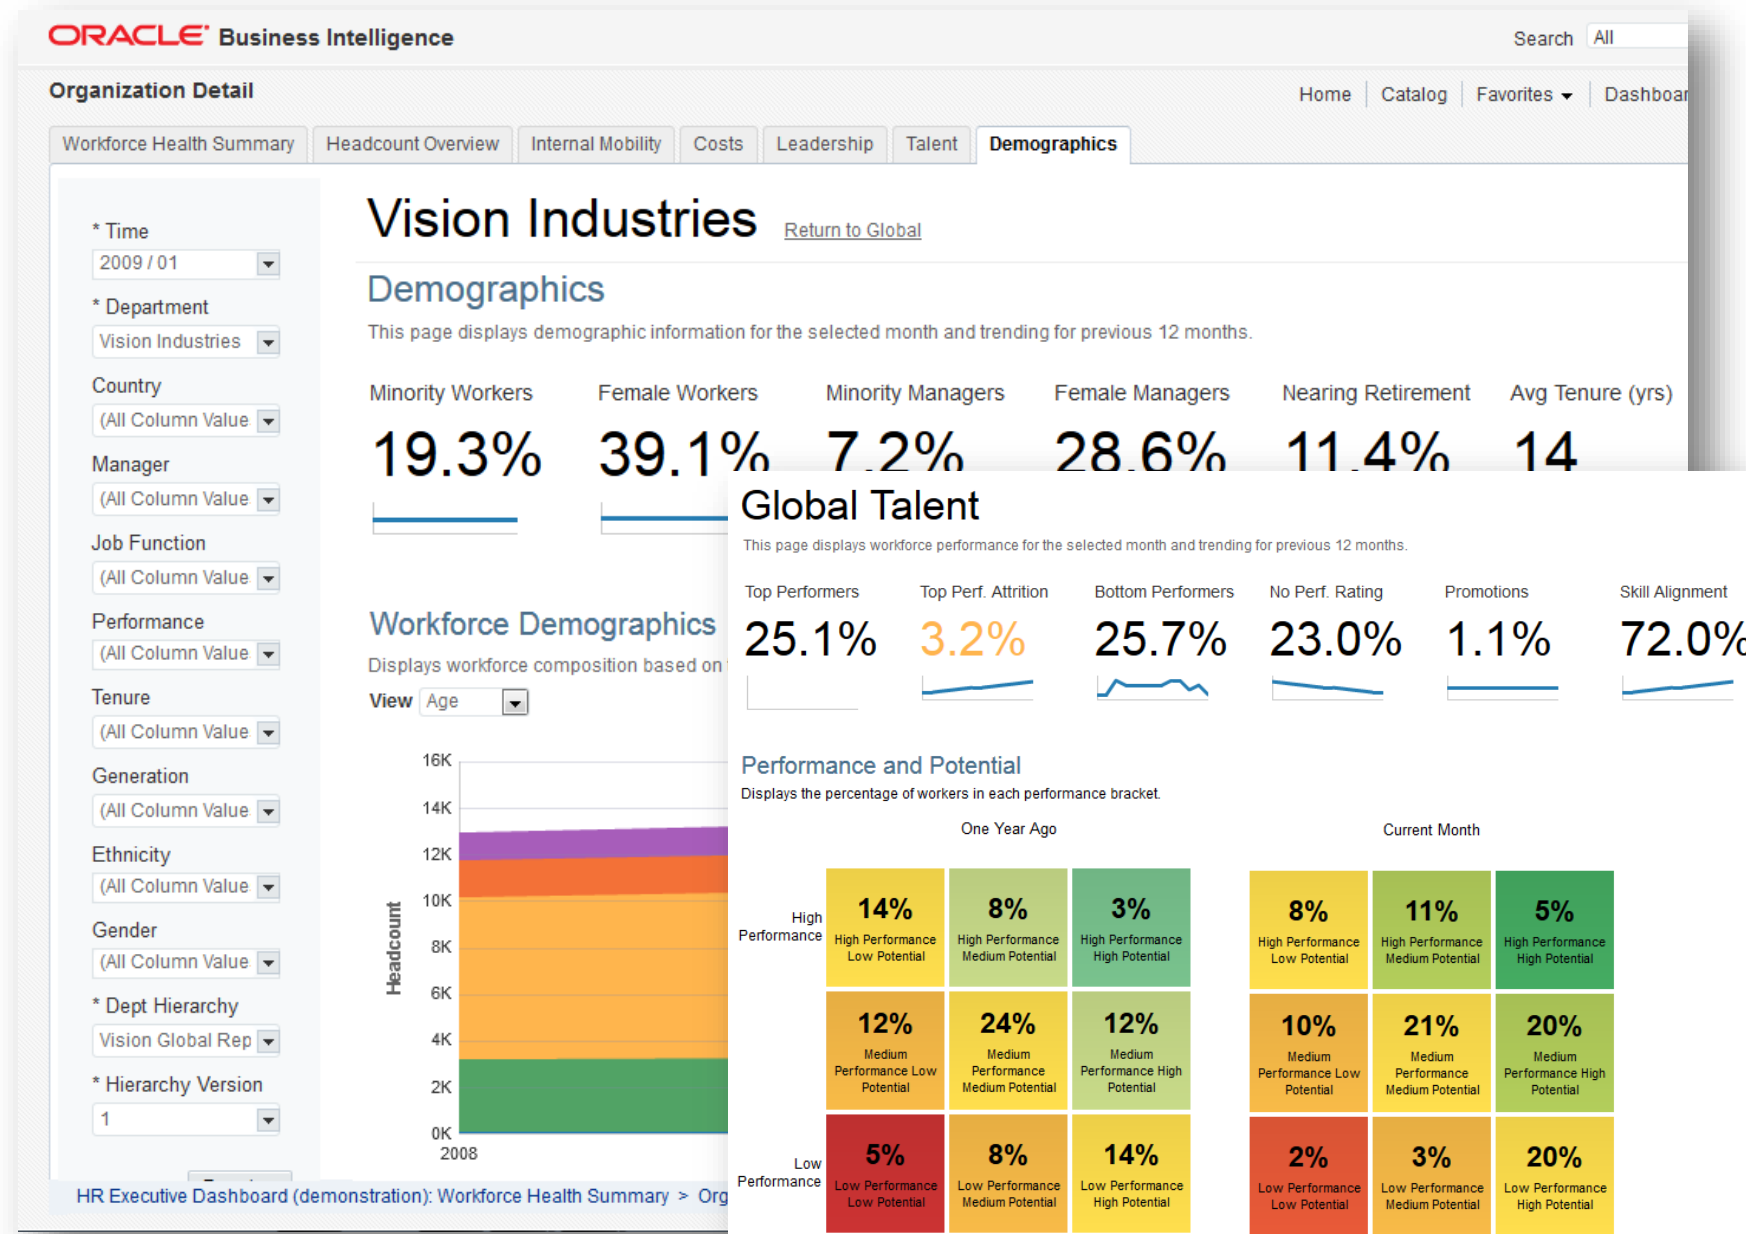 ORACLE Business Intelligence
Search All
Organization Detail
Home Catalog Favorites Dashboar
Workforce Health Summary Headcount Overview Internal Mobility Costs Leadership Talent Demographics
* Time
2009 / 01
* Department
Vision Industries
Country
(All Column Value
Manager
(All Column Value
Job Function
(All Column Value
Performance
(All Column Value
Tenure
(All Column Value
Generation
(All Column Value
Ethnicity
(All Column Value
Gender
(All Column Value
* Dept Hierarchy
Vision Global Rep
* Hierarchy Version
1
Vision Industries Return to Global
Demographics
This page displays demographic information for the selected month and trending for previous 12 months.
Minority Workers Female Workers Minority Managers Female Managers Nearing Retirement Avg Tenure (yrs)
19.3% 39.1% 7.2% 28.6% 11.4% 14
Workforce Demographics
Displays workforce composition based on
View Age
16K
14K
12K
10K
8K
6K
4K
2K
0K
Headcount
2008
HR Executive Dashboard (demonstration): Workforce Health Summary > Org
Global Talent
This page displays workforce performance for the selected month and trending for previous 12 months.
Top Performers Top Perf. Attrition Bottom Performers No Perf. Rating Promotions Skill Alignment
25.1% 3.2% 25.7% 23.0% 1.1% 72.0%
Performance and Potential
Displays the percentage of workers in each performance bracket.
One Year Ago
High
Performance
14%
High Performance
Low Potential
8%
High Performance
Medium Potential
3%
High Performance
High Potential
12%
Medium
Performance Low
Potential
24%
Medium
Performance
Medium Potential
12%
Medium
Performance High
Potential
Low
Performance
5%
Low Performance
Low Potential
8%
Low Performance
Medium Potential
14%
Low Performance
High Potential
Current Month
8%
High Performance
Low Potential
11%
High Performance
Medium Potential
5%
High Performance
High Potential
10%
Medium
Performance Low
Potential
21%
Medium
Performance
Medium Potential
20%
Medium
Performance High
Potential
2%
Low Performance
Low Potential
3%
Low Performance
Medium Potential
20%
Low Performance
High Potential